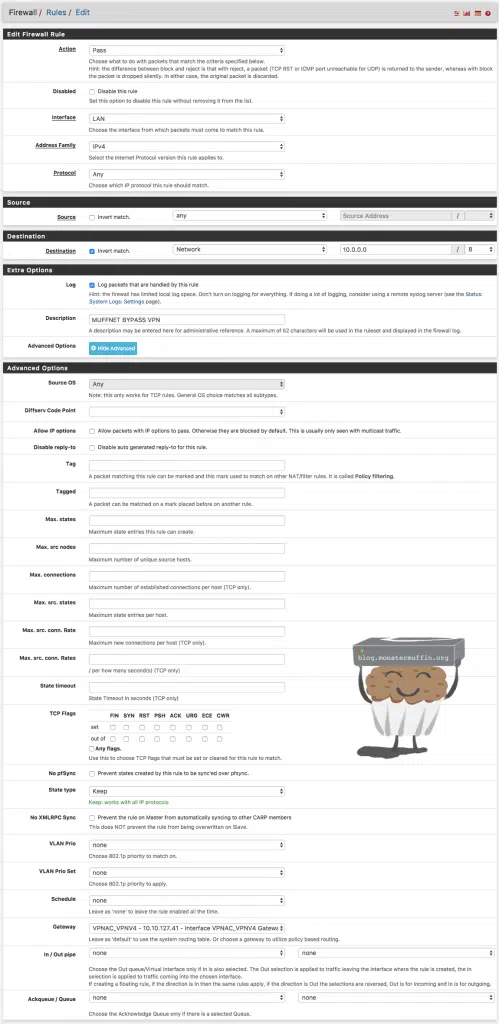 Firewall / Rules / Edit
Edit Firewall Rule
Action
Pass
Choose what to do with packets that match the criteria specified below.
Hint: the difference between block and reject is that with reject, a packet (TCP RST or ICMP port unreachable for UDP) is returned to the sender, whereas with block
the packet is dropped silently. In either case, the original packet is discarded.
Disabled
Disable this rule
Set this option to disable this rule without removing it from the list.
Interface
LAN
Choose the interface from which packets must come to match this rule.
Address Family
IPv4
Select the Internet Protocol version this rule applies to.
Protocol
Any
Choose which IP protocol this rule should match.
Source
Source
Invert match.
any
Source Address
/
Destination
Destination
Invert match.
Network
10.0.0.0
/
8
Extra Options
Log
Log packets that are handled by this rule
Hint: the firewall has limited local log space. Don't turn on logging for everything. If doing a lot of logging, consider using a remote syslog server (see the Status:
System Logs: Settings page).
Description
MUFFNET BYPASS VPN
A description may be entered here for administrative reference. A maximum of 52 characters will be used in the ruleset and displayed in the firewall log.
Advanced Options
Hide Advanced
Advanced Options
Source OS
Any
Note: this only works for TCP rules. General OS choice matches all subtypes.
Diffserv Code Point
Allow IP options
Allow packets with IP options to pass. Otherwise they are blocked by default. This is usually only seen with multicast traffic.
Disable reply-to
Disable auto generated reply-to for this rule.
Tag
A packet matching this rule can be marked and this mark used to match on other NAT/filter rules. It is called Policy filtering.
Tagged
A packet can be matched on a mark placed before on another rule.
Max. states
Maximum state entries this rule can create.
Max. src nodes
Maximum number of unique source hosts.
Max. connections
Maximum number of established connections per host (TCP only).
Max. src. states
Maximum state entries per host.
Max. src. conn. Rate
Maximum new connections per host (TCP only).
Max. src. conn. Rates
/ per how many second(s) (TCP only)
State timeout
State Timeout in seconds (TCP only)
blog.monstermuffin.org
TCP Flags
FIN SYN RST PSH ACK URG ECE CWR
set
out of
Any flags.
Use this to choose TCP flags that must be set or cleared for this rule to match.
No pfSync
Prevent states created by this rule to be sync'ed over pfsync.
State type
Keep
Keep: works with all IP protocols
No XMLRPC Sync
Prevent the rule on Master from automatically syncing to other CARP members
This does NOT prevent the rule from being overwritten on Slave.
VLAN Prio
none
Choose 802.1p priority to match on.
VLAN Prio Set
none
Choose 802.1p priority to apply.
Schedule
none
Leave as 'none' to leave the rule enabled all the time.
Gateway
VPNAC_VPNV4 - 10.10.127.41 - Interface VPNAC_VPNV4 Gatewa
Leave as 'default' to use the system routing table. Or choose a gateway to utilize policy based routing.
In / Out pipe
none
none
Choose the Out queue/Virtual interface only if In is also selected. The Out selection is applied to traffic leaving the interface where the rule is created, the In
selection is applied to traffic coming into the chosen interface.
If creating a floating rule, if the direction is In then the same rules apply, if the direction is Out the selections are reversed, Out is for incoming and In is for outgoing.
Ackqueue / Queue
none
none
Choose the Acknowledge Queue only if there is a selected Queue.